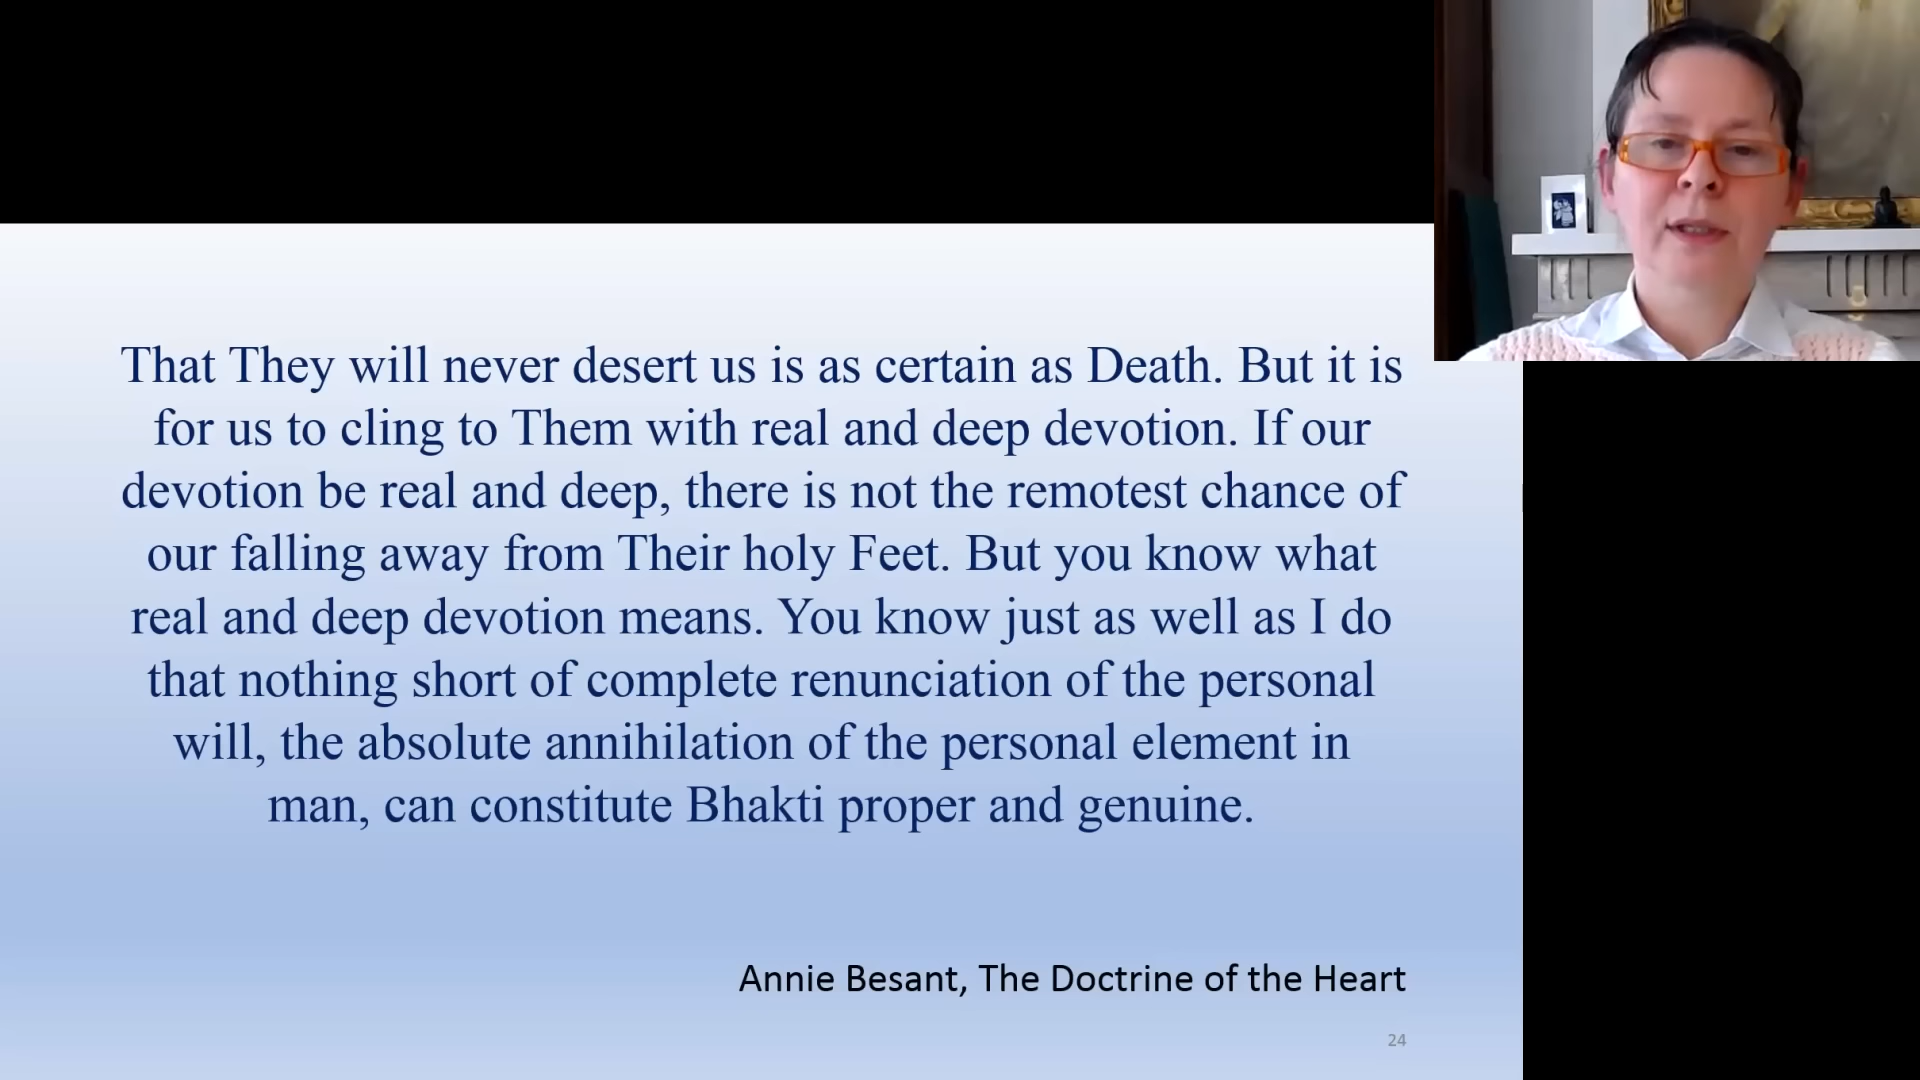 That They will never desert us is as certain as Death. But it is
for us to cling to Them with real and deep devotion. If our
devotion be real and deep, there is not the remotest chance of
our falling away from Their holy Feet. But you know what
real and deep devotion means. You know just as well as I do
that nothing short of complete renunciation of the personal
will, the absolute annihilation of the personal element in
man, can constitute Bhakti proper and genuine.
Annie Besant, The Doctrine of the Heart
24